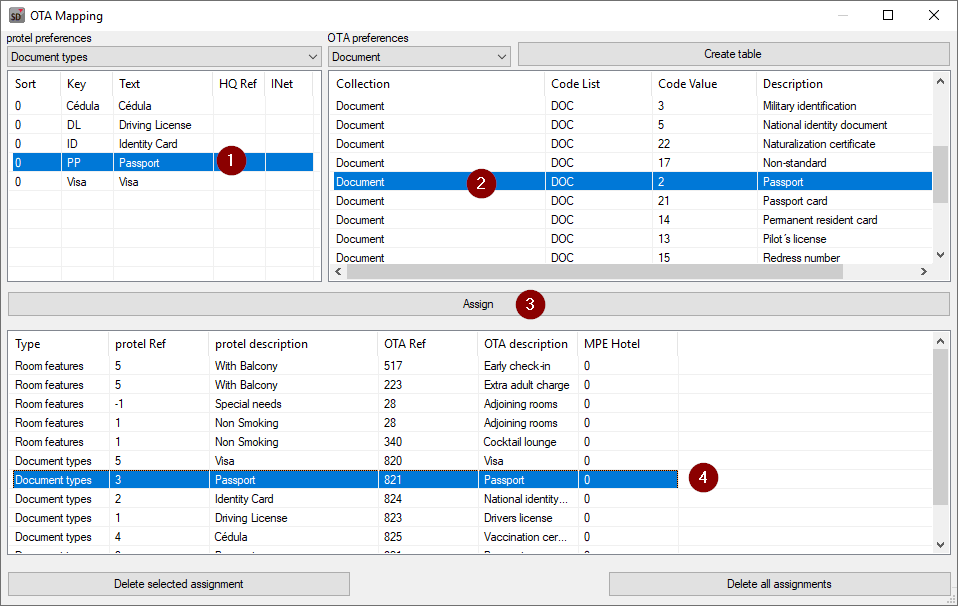 SD OTA Mapping
protel preferences OTA preferences
Document types Document Create table
Sort Key Text HQ Ref INet
0 Cédula Cédula
0 DL Driving License
0 ID Identity Card
0 PP Passport 1
0 Visa Visa
Collection Code List Code Value Description
Document DOC 3 Military identification
Document DOC 5 National identity document
Document DOC 22 Naturalization certificate
Document DOC 17 Non-standard
Document 2 DOC 2 Passport
Document DOC 21 Passport card
Document DOC 14 Permanent resident card
Document DOC 13 Pilot´s license
Document DOC 15 Redress number
Assign 3
Type protel Ref protel description OTA Ref OTA description MPE Hotel
Room features 5 With Balcony 517 Early check-in 0
Room features 5 With Balcony 223 Extra adult charge 0
Room features -1 Special needs 28 Adjoining rooms 0
Room features 1 Non Smoking 28 Adjoining rooms 0
Room features 1 Non Smoking 340 Cocktail lounge 0
Document types 5 Visa 820 Visa 0
Document types 3 Passport 821 Passport 0 4
Document types 2 Identity Card 824 National identity... 0
Document types 1 Driving License 823 Drivers license 0
Document types 4 Cédula 825 Vaccination cer... 0
Delete selected assignment Delete all assignments